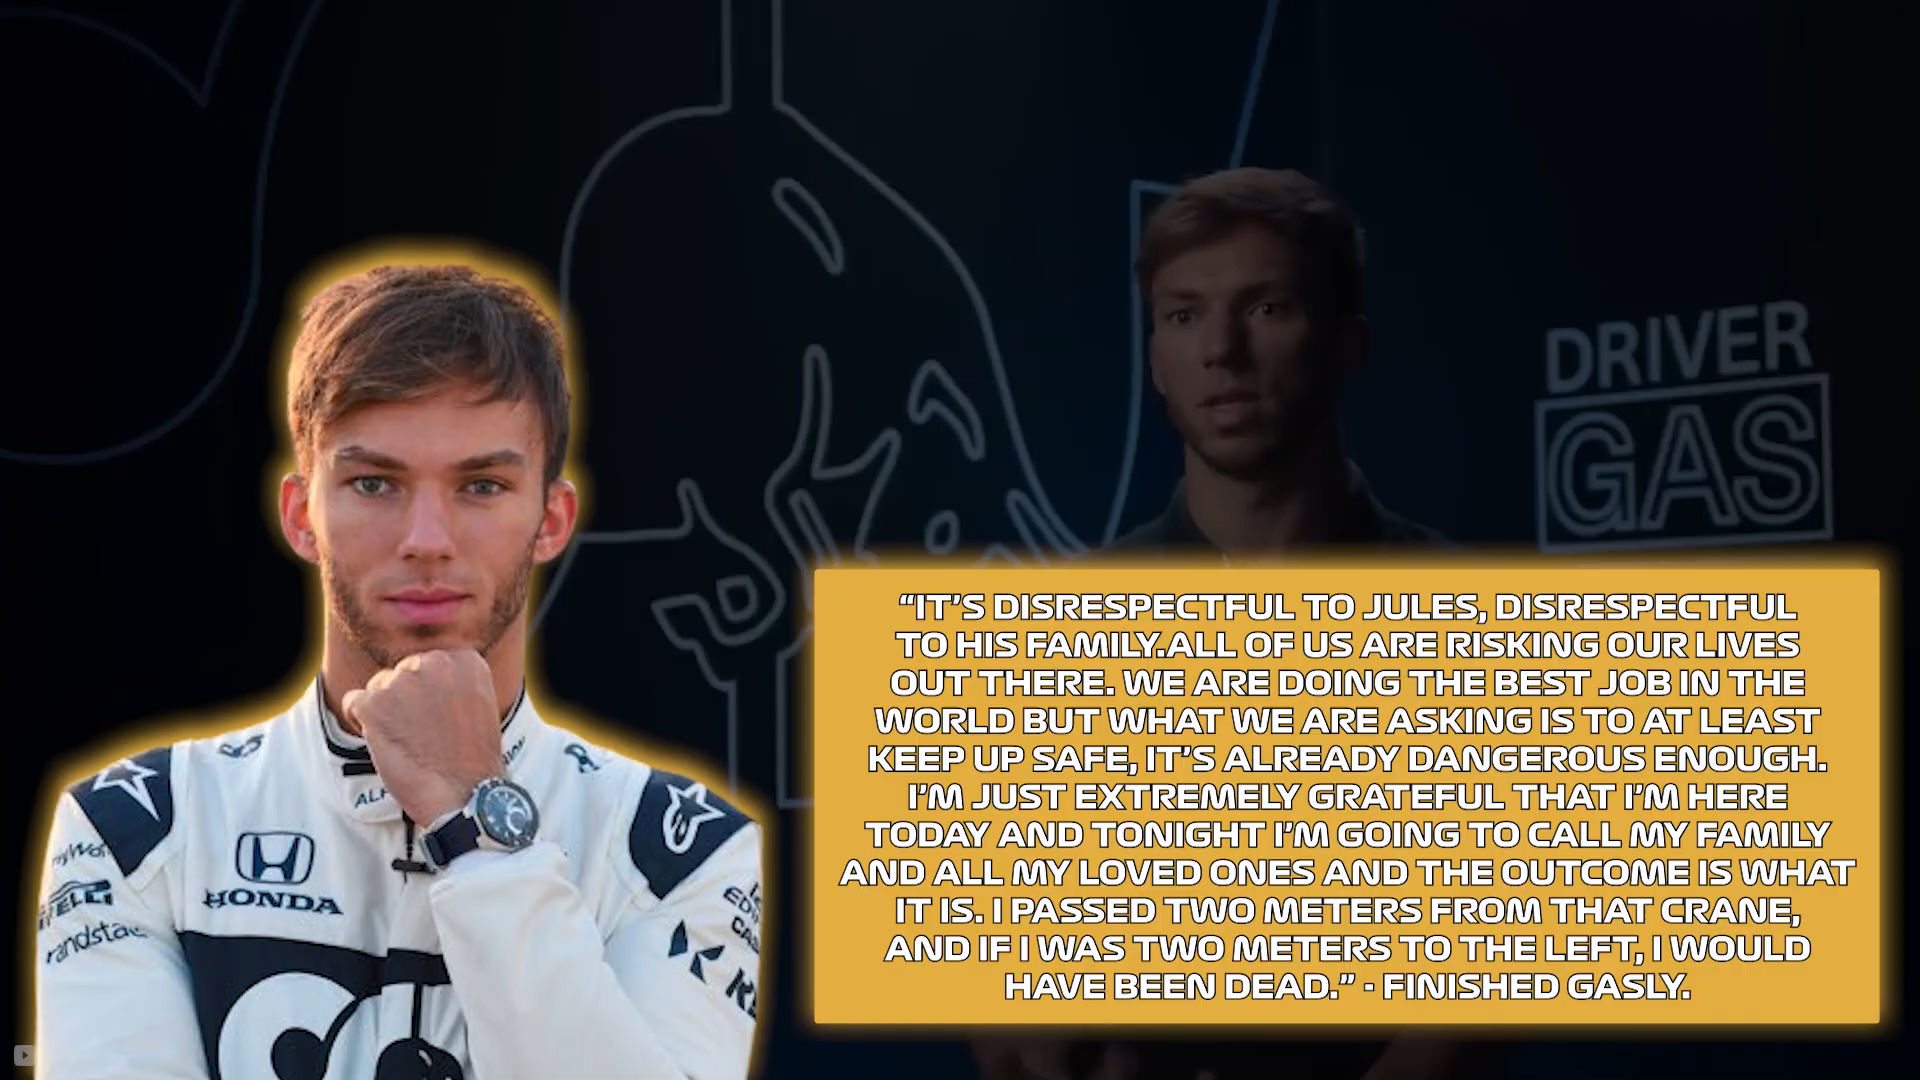 DRIVER
GAS
“IT’S DISRESPECTFUL TO JULES, DISRESPECTFUL
TO HIS FAMILY.ALL OF US ARE RISKING OUR LIVES
OUT THERE. WE ARE DOING THE BEST JOB IN THE
WORLD BUT WHAT WE ARE ASKING IS TO AT LEAST
KEEP UP SAFE, IT’S ALREADY DANGEROUS ENOUGH.
I’M JUST EXTREMELY GRATEFUL THAT I’M HERE
TODAY AND TONIGHT I’M GOING TO CALL MY FAMILY
AND ALL MY LOVED ONES AND THE OUTCOME IS WHAT
IT IS. I PASSED TWO METERS FROM THAT CRANE,
AND IF I WAS TWO METERS TO THE LEFT, I WOULD
HAVE BEEN DEAD.” - FINISHED GASLY.
HONDA